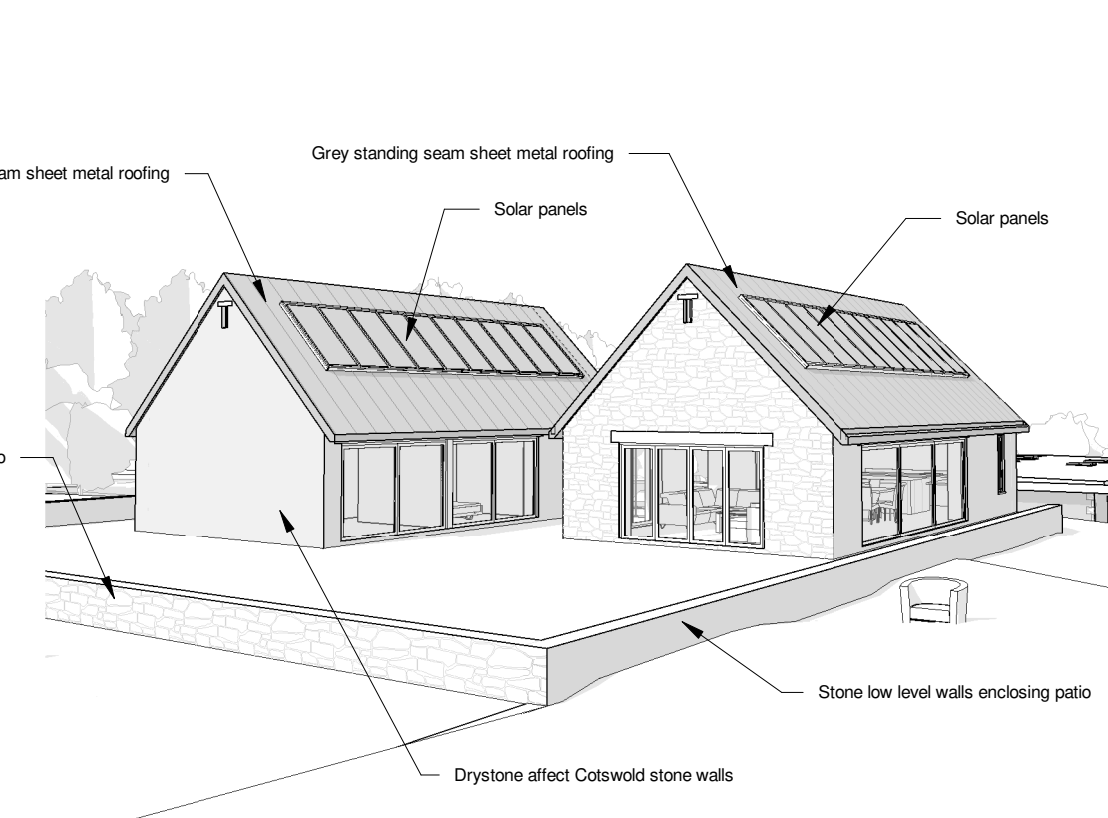 Grey standing seam sheet metal roofing
am sheet metal roofing
Solar panels
Solar panels
o
Stone low level walls enclosing patio
Drystone affect Cotswold stone walls